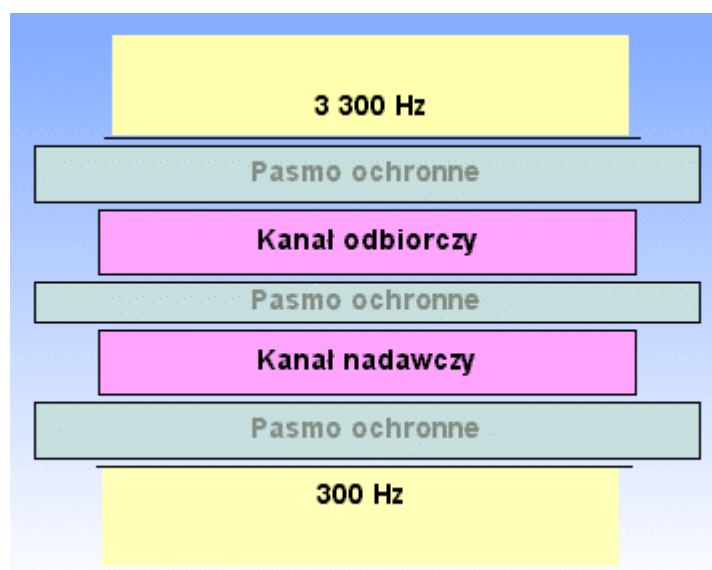 3 300 Hz
Pasmo ochronne
Kanał odbiorczy
Pasmo ochronne
Kanał nadawczy
Pasmo ochronne
300 Hz